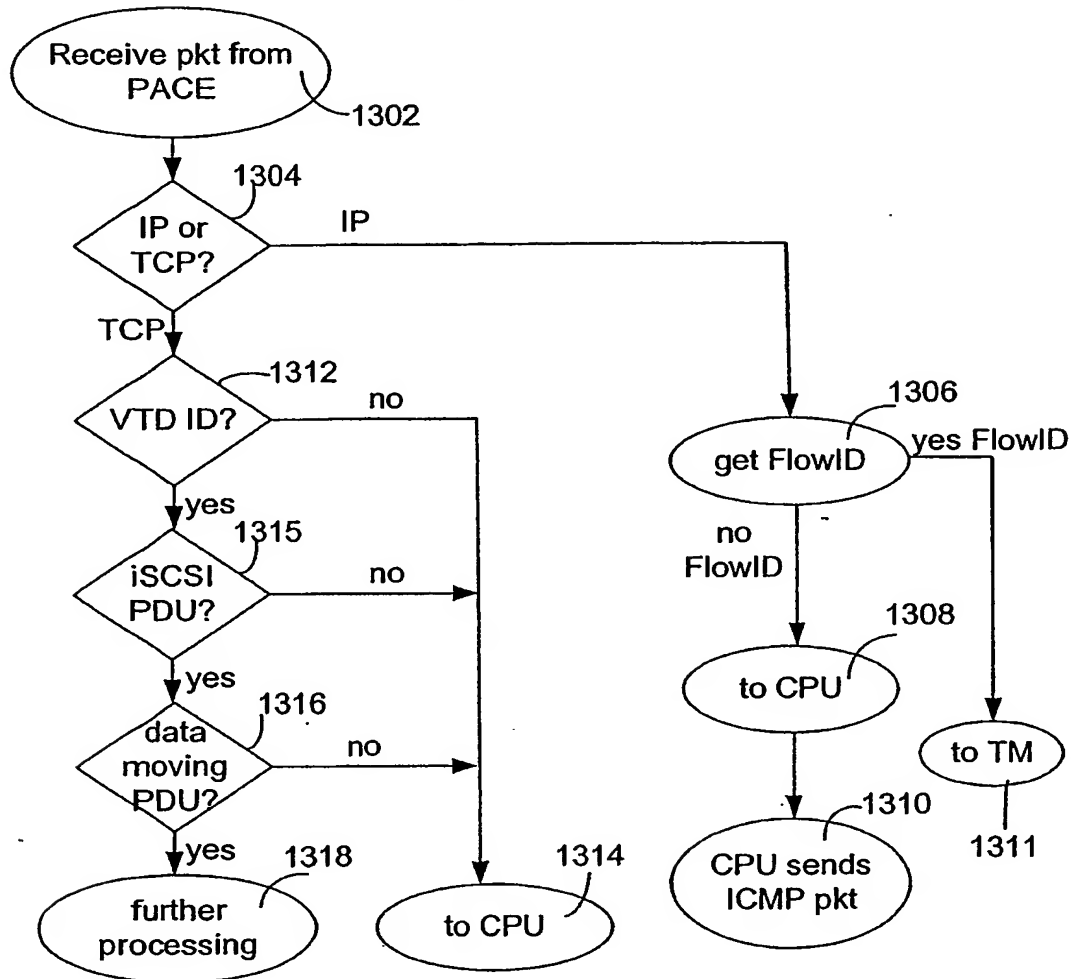 Receive pkt from
PACE
1302
1304
IP or
TCP?
IP
TCP
1312
VTD ID?
no
1306
get FlowID
yes FlowID
yes
1315
no
FlowID
iSCSI
PDU?
no
1308
to CPU
yes
1316
data
moving
PDU?
no
to TM
1311
1310
CPU sends
ICMP pkt
yes
1318
further
processing
1314
to CPU